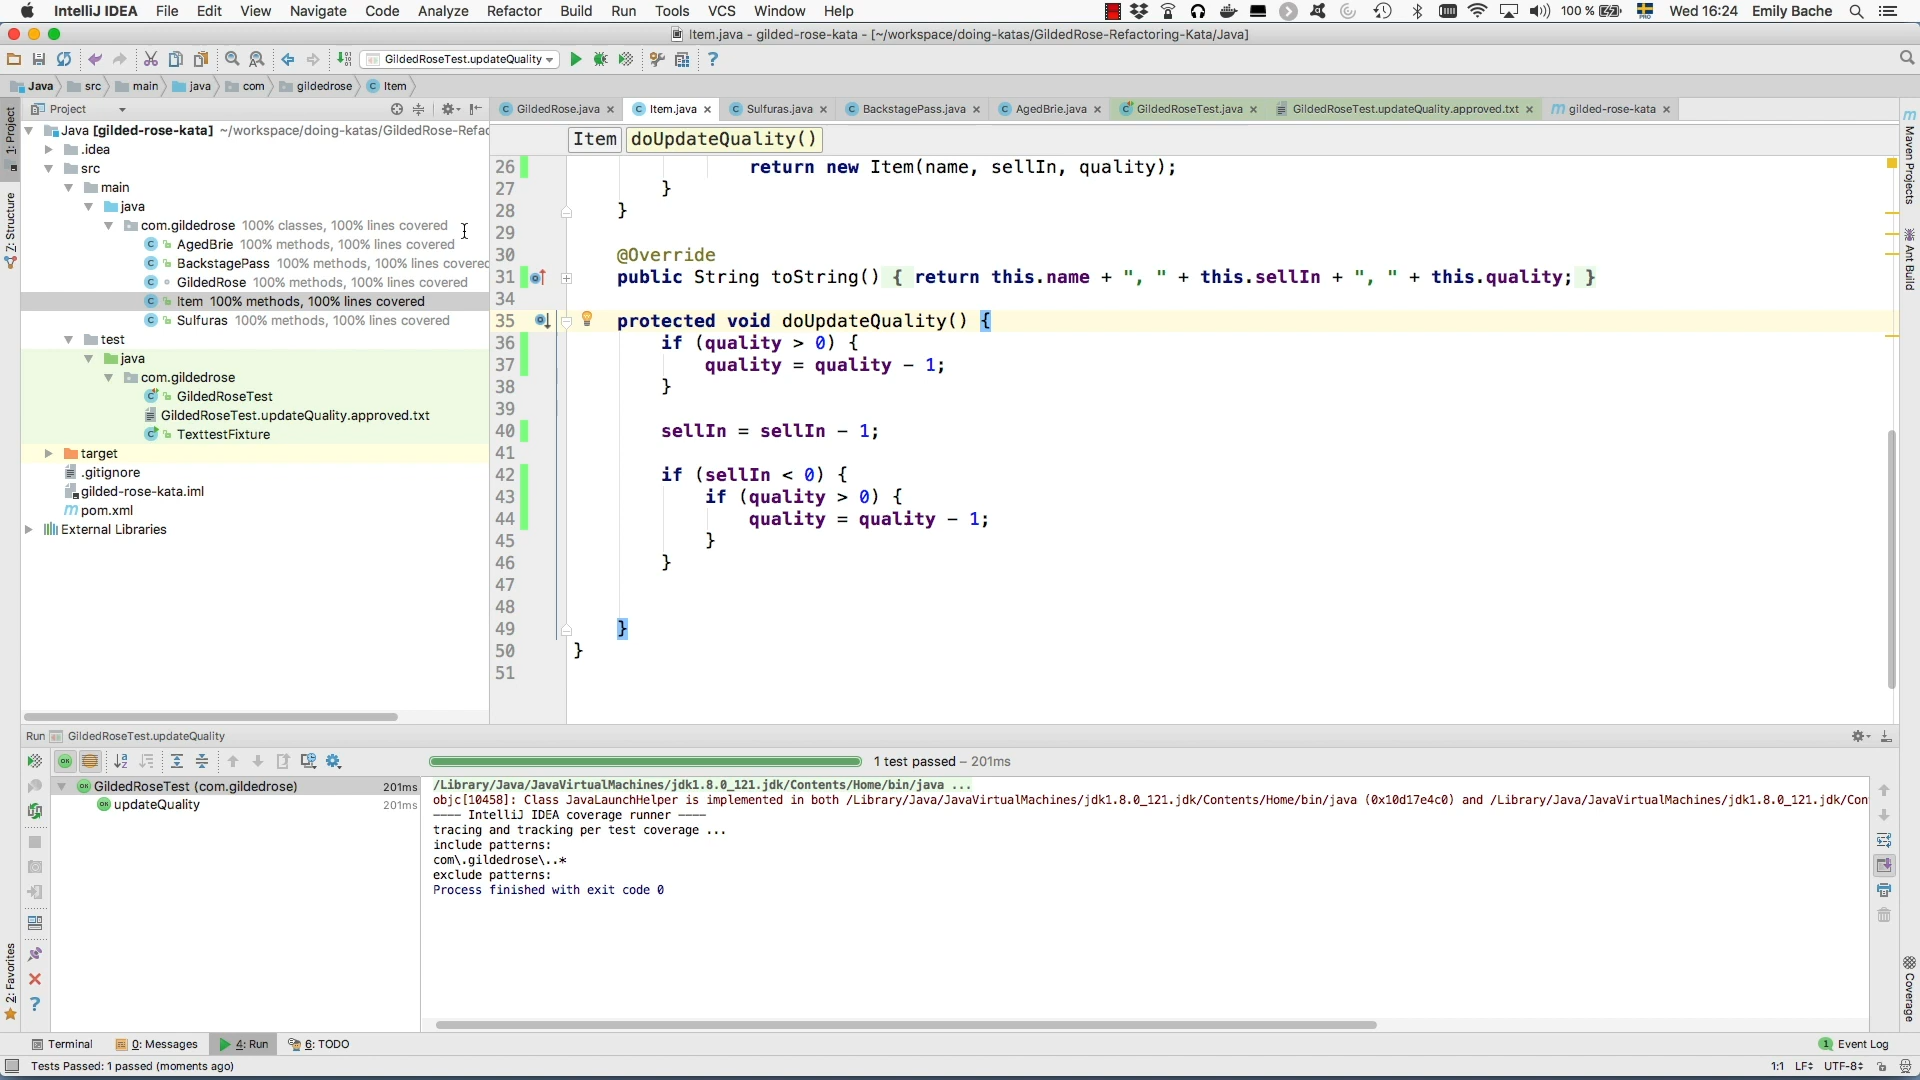 IntelliJ IDEA File Edit View Navigate Code Analyze Refactor Build Run Tools VCS Window Help 100 % Wed 16:24 Emily Bache
Item.java - gilded-rose-kata - [~/workspace/doing-katas/GildedRose-Refactoring-Kata/Java]
GildedRoseTest.updateQuality
Java src main java com gildedrose Item
Project
GildedRose.java Item.java Sulfuras.java BackstagePass.java AgedBrie.java GildedRoseTest.java GildedRoseTest.updateQuality.approved.txt gilded-rose-kata
1: Project
Z: Structure
2: Favorites
Java [gilded-rose-kata] ~/workspace/doing-katas/GildedRose-Refac
.idea
src
main
java
com.gildedrose 100% classes, 100% lines covered
AgedBrie 100% methods, 100% lines covered
BackstagePass 100% methods, 100% lines covered
GildedRose 100% methods, 100% lines covered
Item 100% methods, 100% lines covered
Sulfuras 100% methods, 100% lines covered
test
java
com.gildedrose
GildedRoseTest
GildedRoseTest.updateQuality.approved.txt
TexttestFixture
target
.gitignore
gilded-rose-kata.iml
pom.xml
External Libraries
Item doUpdateQuality()
26 return new Item(name, sellIn, quality);
27 }
28 }
29
30 @Override
31 public String toString() { return this.name + ", " + this.sellIn + ", " + this.quality; }
34
35 protected void doUpdateQuality() {
36 if (quality > 0) {
37 quality = quality - 1;
38 }
39
40 sellIn = sellIn - 1;
41
42 if (sellIn < 0) {
43 if (quality > 0) {
44 quality = quality - 1;
45 }
46 }
47
48
49 }
50 }
51
Maven Projects
Ant Build
Coverage
Run GildedRoseTest.updateQuality
1 test passed – 201ms
GildedRoseTest (com.gildedrose) 201ms
updateQuality 201ms
/Library/Java/JavaVirtualMachines/jdk1.8.0_121.jdk/Contents/Home/bin/java ...
objc[10458]: Class JavaLaunchHelper is implemented in both /Library/Java/JavaVirtualMachines/jdk1.8.0_121.jdk/Contents/Home/bin/java (0x10d17e4c0) and /Library/Java/JavaVirtualMachines/jdk1.8.0_121.jdk/Con
---- IntelliJ IDEA coverage runner ----
tracing and tracking per test coverage ...
include patterns:
com\.gildedrose\..*
exclude patterns:
Process finished with exit code 0
Terminal 0: Messages 4: Run 6: TODO 1 Event Log
Tests Passed: 1 passed (moments ago) 1:1 LF UTF-8